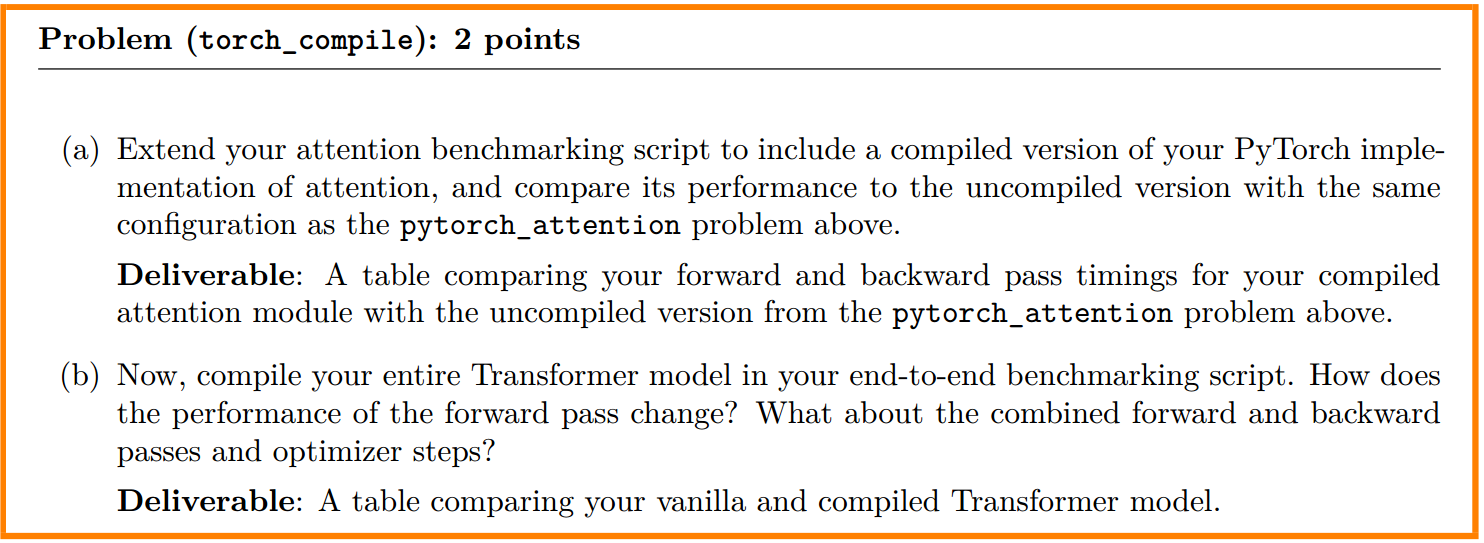 Problem (torch_compile): 2 points
(a) Extend your attention benchmarking script to include a compiled version of your PyTorch imple-
mentation of attention, and compare its performance to the uncompiled version with the same
configuration as the pytorch_attention problem above.
Deliverable: A table comparing your forward and backward pass timings for your compiled
attention module with the uncompiled version from the pytorch_attention problem above.
(b) Now, compile your entire Transformer model in your end-to-end benchmarking script. How does
the performance of the forward pass change? What about the combined forward and backward
passes and optimizer steps?
Deliverable: A table comparing your vanilla and compiled Transformer model.